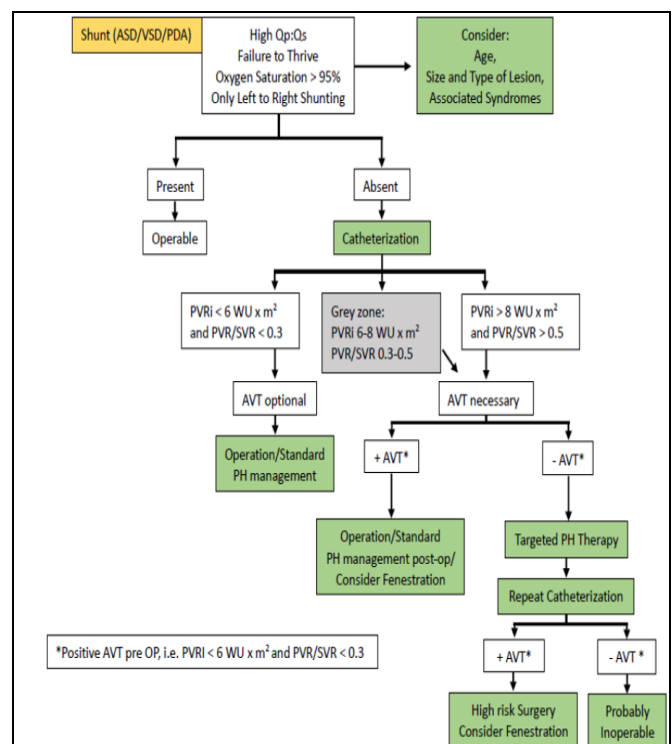 Shunt (ASD/VSD/PDA)
High Qp:Qs
Failure to Thrive
Oxygen Saturation > 95%
Only Left to Right Shunting
Consider:
Age,
Size and Type of Lesion,
Associated Syndromes
Present
Absent
Operable
Catheterization
PVRi < 6 WU x m²
and PVR/SVR < 0.3
Grey zone:
PVRi 6-8 WU x m²
PVR/SVR 0.3-0.5
PVRi > 8 WU x m²
and PVR/SVR > 0.5
AVT optional
AVT necessary
Operation/Standard
PH management
+ AVT*
- AVT*
Operation/Standard
PH management post-op/
Consider Fenestration
Targeted PH Therapy
Repeat Catheterization
*Positive AVT pre OP, i.e. PVRI < 6 WU x m² and PVR/SVR < 0.3
+ AVT*
- AVT *
High risk Surgery
Consider Fenestration
Probably
Inoperable